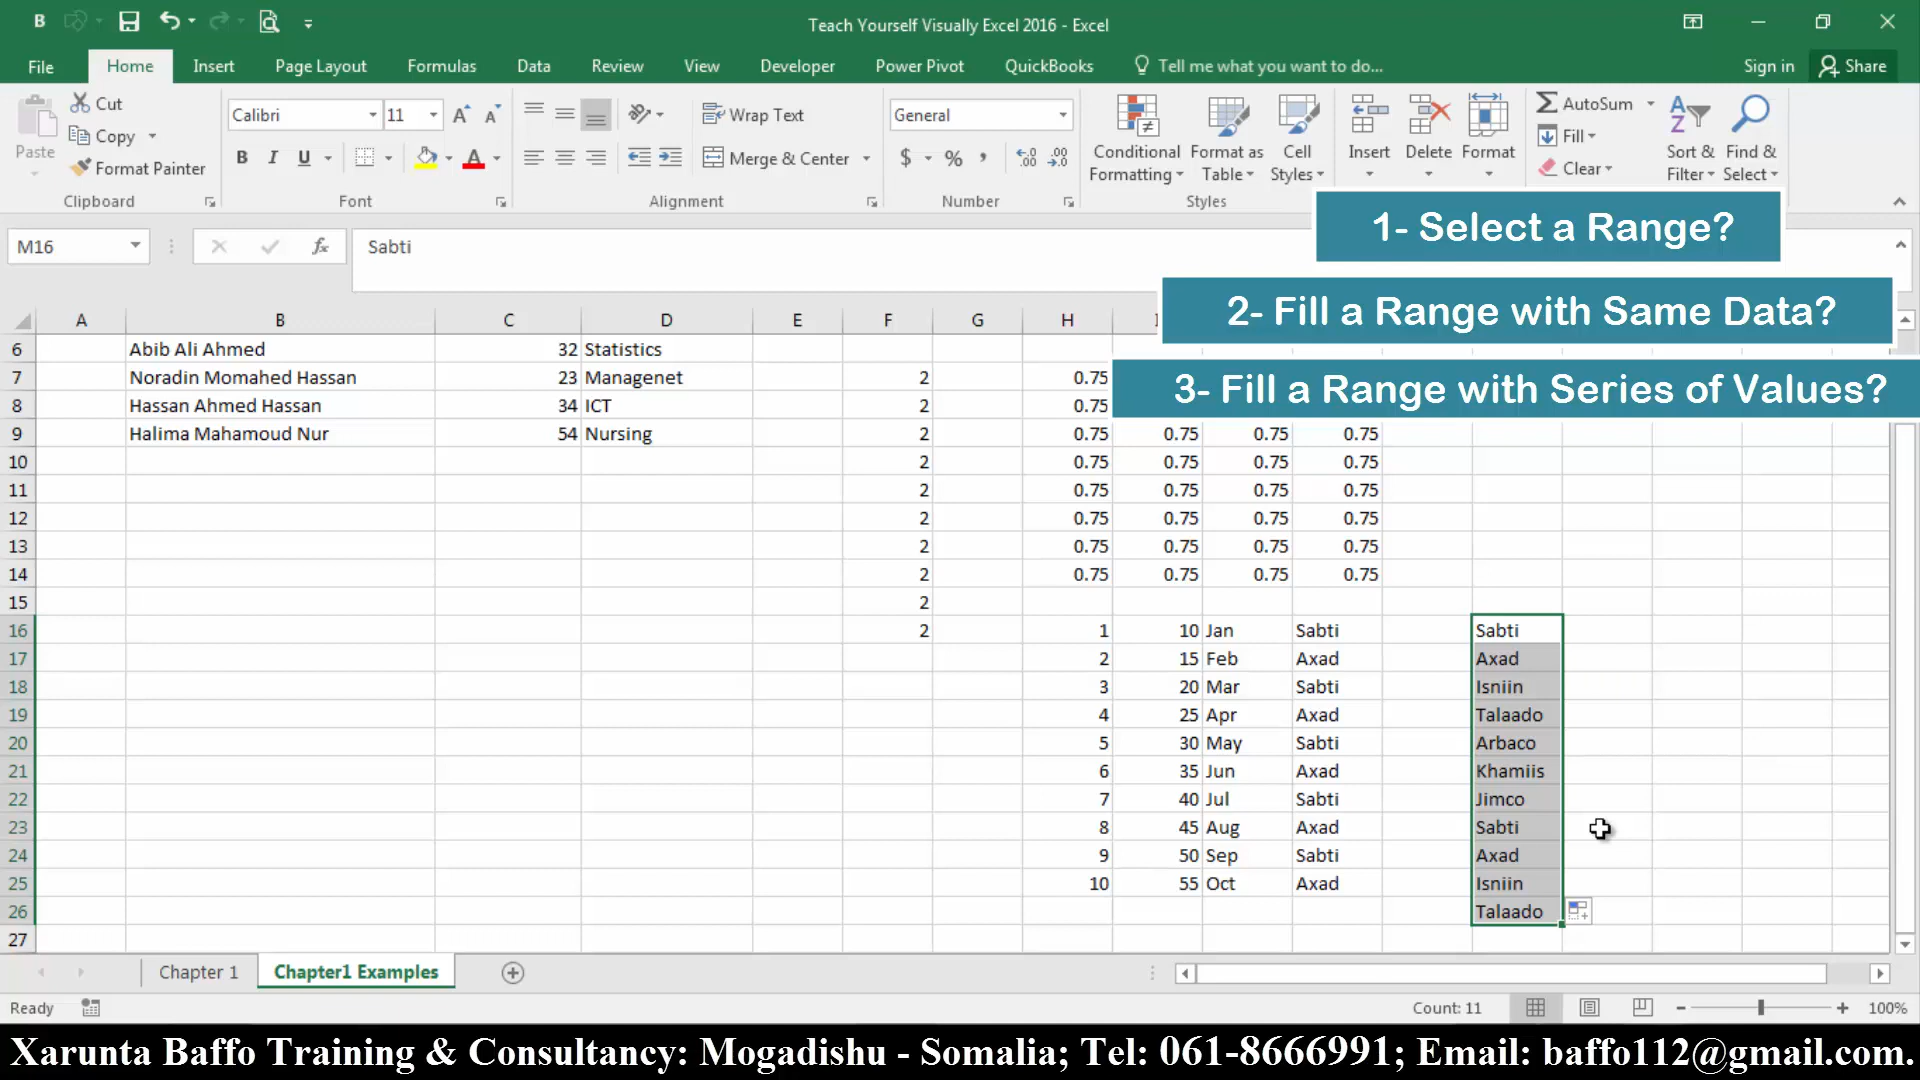 B
Teach Yourself Visually Excel 2016 - Excel
File Home Insert Page Layout Formulas Data Review View Developer Power Pivot QuickBooks Tell me what you want to do... Sign in Share
Paste Cut Copy Format Painter
Calibri 11 A A
B I U A
Wrap Text
Merge & Center
General
$ % , .00 .00
Conditional Formatting Format as Table Cell Styles Insert Delete Format
AutoSum Fill Clear Sort & Filter Find & Select
Clipboard Font Alignment Number Styles
1- Select a Range?
M16 fx Sabti
2- Fill a Range with Same Data?
A B C D E F G H
6 Abib Ali Ahmed 32 Statistics
7 Noradin Momahed Hassan 23 Managenet 2 0.75
3- Fill a Range with Series of Values?
8 Hassan Ahmed Hassan 34 ICT 2 0.75
9 Halima Mahamoud Nur 54 Nursing 2 0.75 0.75 0.75 0.75
10 2 0.75 0.75 0.75 0.75
11 2 0.75 0.75 0.75 0.75
12 2 0.75 0.75 0.75 0.75
13 2 0.75 0.75 0.75 0.75
14 2 0.75 0.75 0.75 0.75
15 2
16 2 1 10 Jan Sabti Sabti
17 2 15 Feb Axad Axad
18 3 20 Mar Sabti Isniin
19 4 25 Apr Axad Talaado
20 5 30 May Sabti Arbaco
21 6 35 Jun Axad Khamiis
22 7 40 Jul Sabti Jimco
23 8 45 Aug Axad Sabti
24 9 50 Sep Sabti Axad
25 10 55 Oct Axad Isniin
26 Talaado
27
Chapter 1 Chapter1 Examples
Ready Count: 11 100%
Xarunta Baffo Training & Consultancy: Mogadishu - Somalia; Tel: 061-8666991; Email: baffo112@gmail.com.